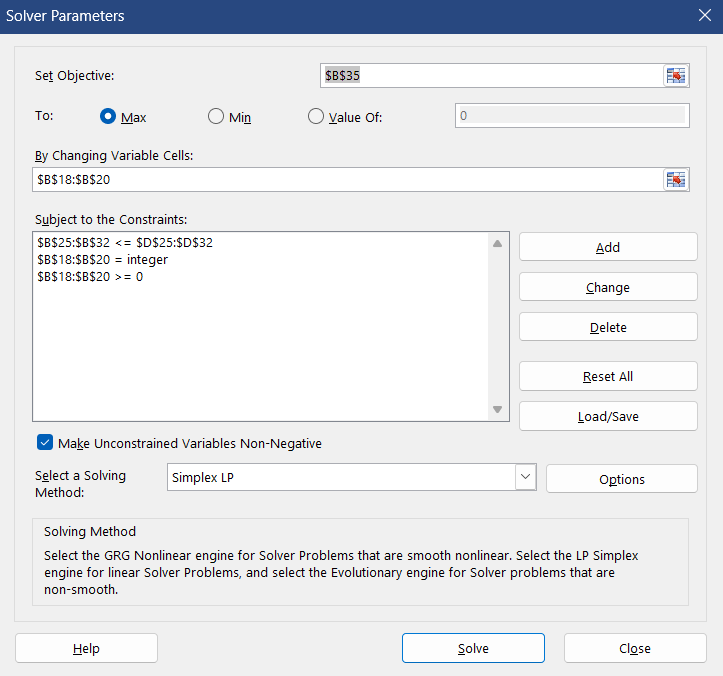 Solver Parameters
Set Objective:
$B$35
To:
Max
Min
Value Of:
0
By Changing Variable Cells:
$B$18:$B$20
Subject to the Constraints:
$B$25:$B$32 <= $D$25:$D$32
$B$18:$B$20 = integer
$B$18:$B$20 >= 0
Add
Change
Delete
Reset All
Load/Save
Make Unconstrained Variables Non-Negative
Select a Solving
Method:
Simplex LP
Options
Solving Method
Select the GRG Nonlinear engine for Solver Problems that are smooth nonlinear. Select the LP Simplex
engine for linear Solver Problems, and select the Evolutionary engine for Solver problems that are
non-smooth.
Help
Solve
Close